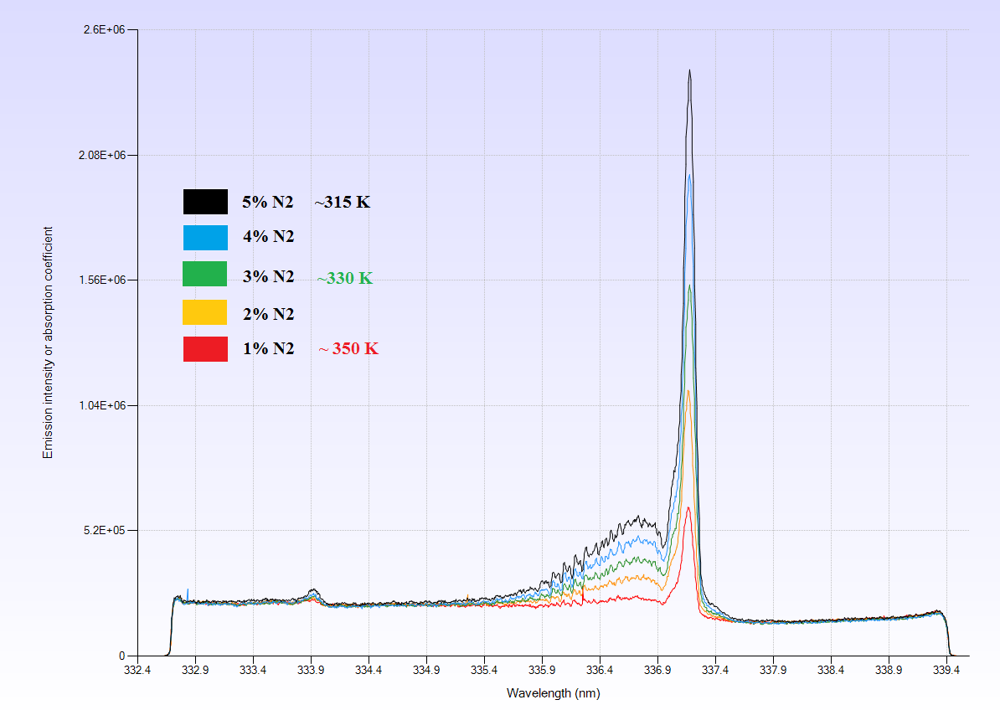 2.6E+06
2.08E+06
1.56E+06
1.04E+06
5.2E+05
0
Emission intensity or absorption coefficient
5% N2 ~315 K
4% N2
3% N2 ~330 K
2% N2
1% N2 ~ 350 K
332.4 332.9 333.4 333.9 334.4 334.9 335.4 335.9 336.4 336.9 337.4 337.9 338.4 338.9 339.4
Wavelength (nm)